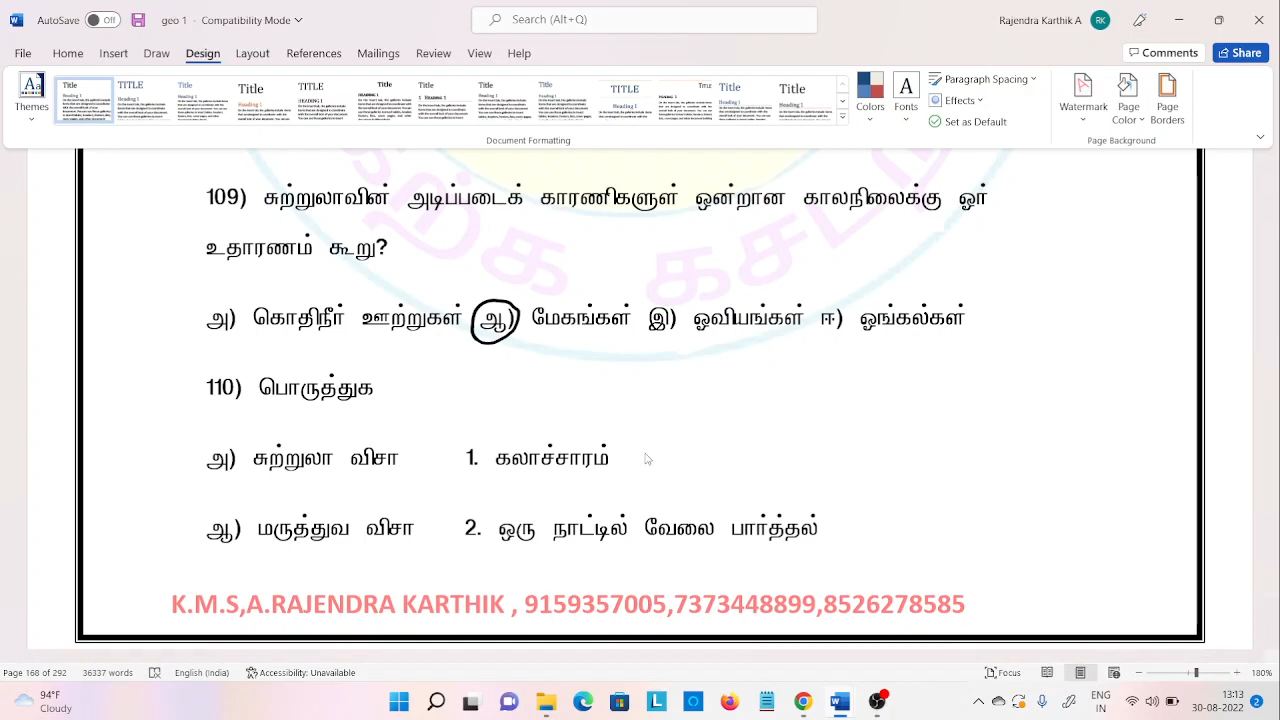 AutoSave Off geo 1 - Compatibility Mode Search (Alt+Q) Rajendra Karthik A RK
File Home Insert Draw Design Layout References Mailings Review View Help Comments Share
Themes Colors Fonts Paragraph Spacing Effects Set as Default Watermark Page Color Page Borders
Document Formatting Page Background
109) சுற்றுலாவின் அடிப்படைக் காரணிகளுள் ஒன்றான காலநிலைக்கு ஓர்
உதாரணம் கூறு?
அ) கொதிநீர் ஊற்றுகள் ஆ) மேகங்கள் இ) ஓவியங்கள் ஈ) ஓங்கல்கள்
110) பொருத்துக
அ) சுற்றுலா விசா 1. கலாச்சாரம்
ஆ) மருத்துவ விசா 2. ஒரு நாட்டில் வேலை பார்த்தல்
K.M.S,A.RAJENDRA KARTHIK , 9159357005,7373448899,8526278585
Page 168 of 221 36337 words English (India) Accessibility: Unavailable Focus 180%
94°F ENG IN 13:13 30-08-2022 2